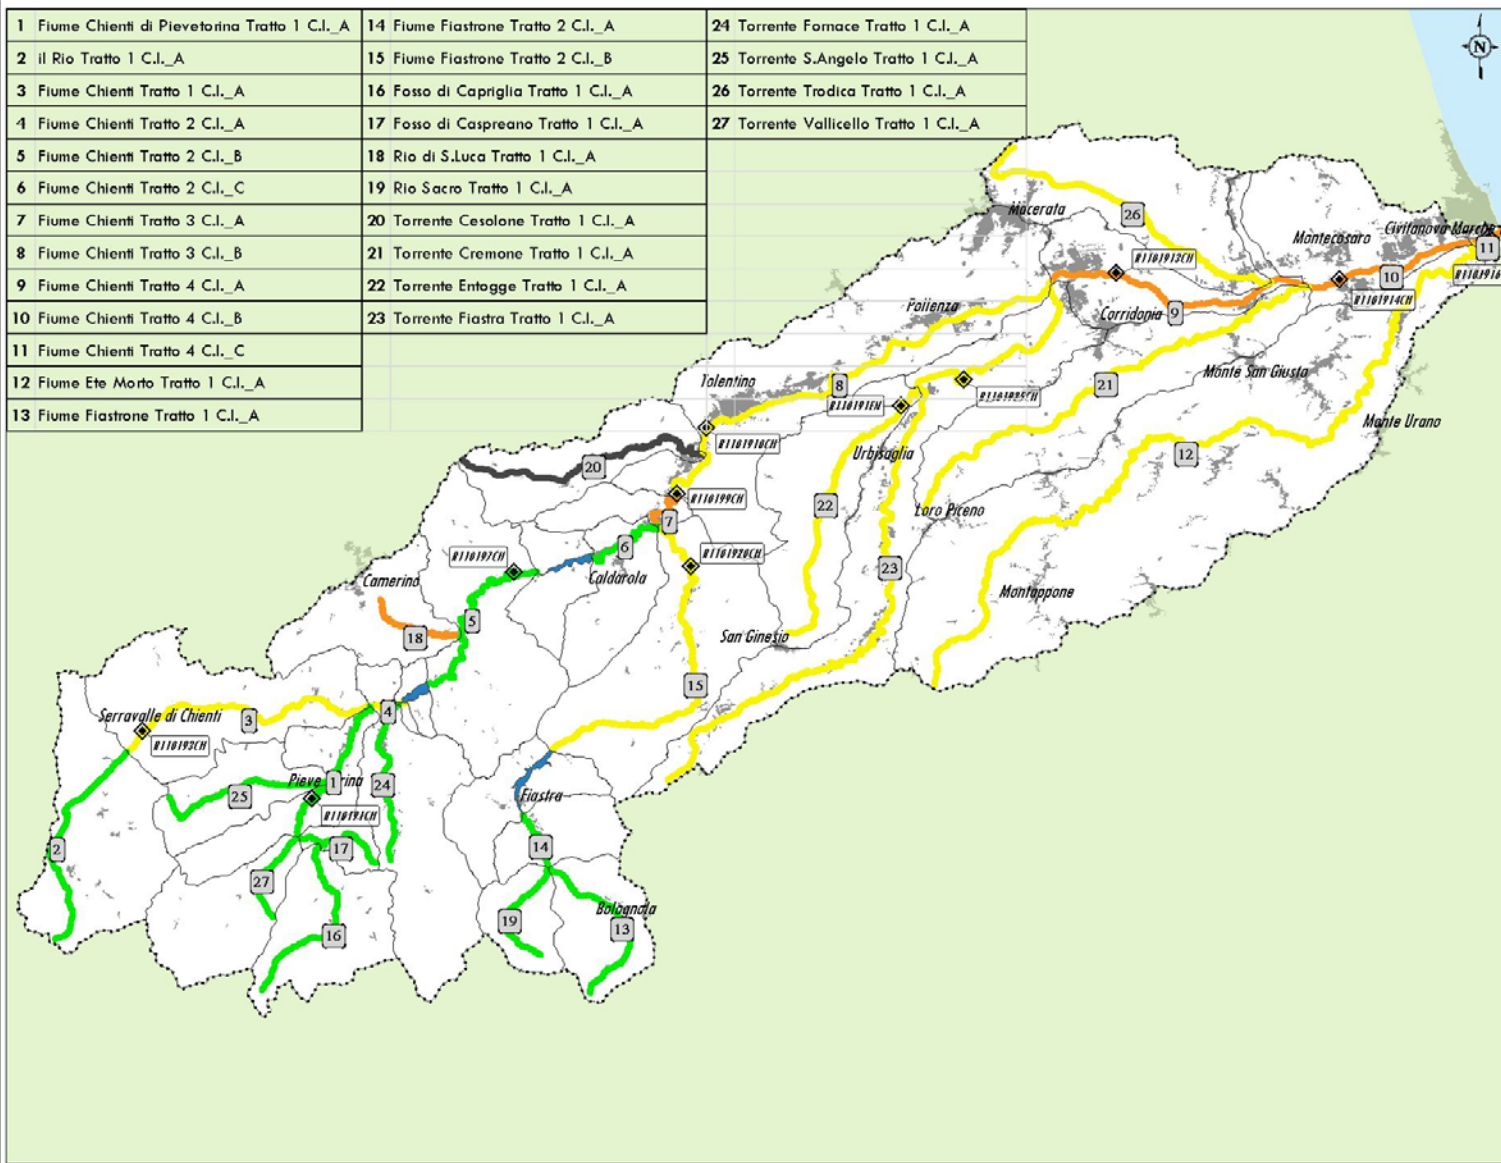 1 Fiume Chienti di Pievetorina Tratto 1 C.I._A
2 il Rio Tratto 1 C.I._A
3 Fiume Chienti Tratto 1 C.I._A
4 Fiume Chienti Tratto 2 C.I._A
5 Fiume Chienti Tratto 2 C.I._B
6 Fiume Chienti Tratto 2 C.I._C
7 Fiume Chienti Tratto 3 C.I._A
8 Fiume Chienti Tratto 3 C.I._B
9 Fiume Chienti Tratto 4 C.I._A
10 Fiume Chienti Tratto 4 C.I._B
11 Fiume Chienti Tratto 4 C.I._C
12 Fiume Ete Morto Tratto 1 C.I._A
13 Fiume Fiastrone Tratto 1 C.I._A
14 Fiume Fiastrone Tratto 2 C.I._A
15 Fiume Fiastrone Tratto 2 C.I._B
16 Fosso di Capriglia Tratto 1 C.I._A
17 Fosso di Caspreano Tratto 1 C.I._A
18 Rio di S.Luca Tratto 1 C.I._A
19 Rio Sacro Tratto 1 C.I._A
20 Torrente Cesolone Tratto 1 C.I._A
21 Torrente Cremone Tratto 1 C.I._A
22 Torrente Entogge Tratto 1 C.I._A
23 Torrente Fiastra Tratto 1 C.I._A
24 Torrente Fornace Tratto 1 C.I._A
25 Torrente S.Angelo Tratto 1 C.I._A
26 Torrente Trodica Tratto 1 C.I._A
27 Torrente Vallicello Tratto 1 C.I._A
N
Macerata
26
Civitanova Marche
Montecosaro
11
R1101913CH
10
R1101916
R1101914CH
Pollenza
Corridonia
9
Monte San Giusto
Tolentino
8
21
R110191EN
R1101925CH
Monte Urano
R1101910CH
Urbisaglia
12
20
R110199CH
22
Loro Piceno
7
6
R110197CH
R1101920CH
Caldarola
23
Camerino
Montappone
5
18
San Ginesio
15
4
Serravalle di Chienti
3
R110193CH
1
24
25
Fiastra
R110191CH
2
17
14
27
Bolognola
19
13
16